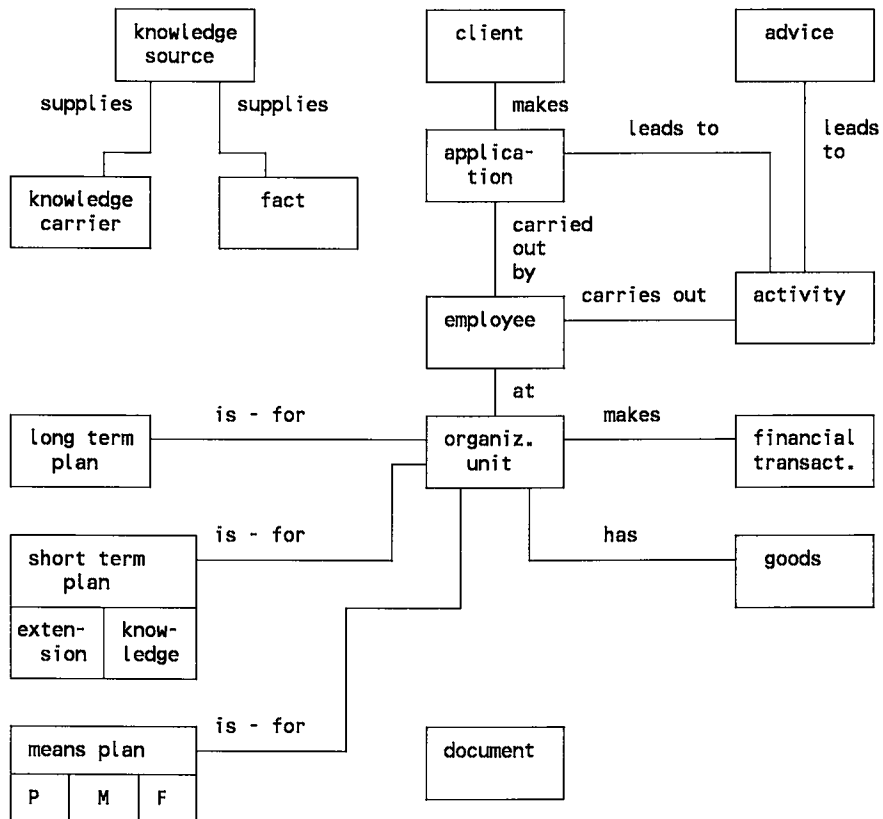 knowledge
source
client
advice
supplies
supplies
makes
leads to
leads
to
applica-
tion
knowledge
carrier
fact
carried
out
by
carries out
activity
employee
at
is - for
makes
long term
plan
organiz.
unit
financial
transact.
is - for
has
short term
plan
goods
exten-
sion
know-
ledge
is - for
means plan
document
P M F